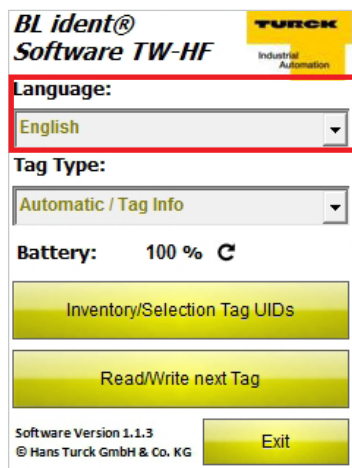 BL ident®
Software TW-HF
TURCK
Industrial
Automation
Language:
English
Tag Type:
Automatic / Tag Info
Battery: 100 %
Inventory/Selection Tag UIDs
Read/Write next Tag
Software Version 1.1.3
© Hans Turck GmbH & Co. KG
Exit